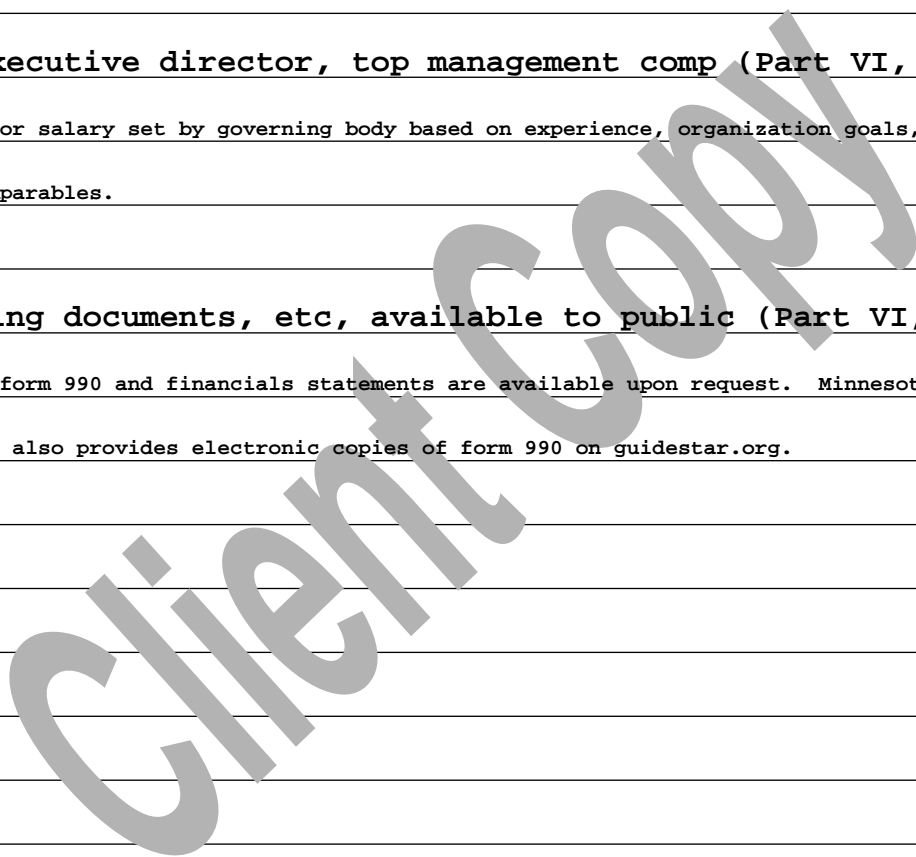 xecutive director, top management comp (Part VI,
or salary set by governing body based on experience, organization goals,
parables.
ing documents, etc, available to public (Part VI,
form 990 and financials statements are available upon request.  Minnesot
also provides electronic copies of form 990 on guidestar.org.
Client Copy